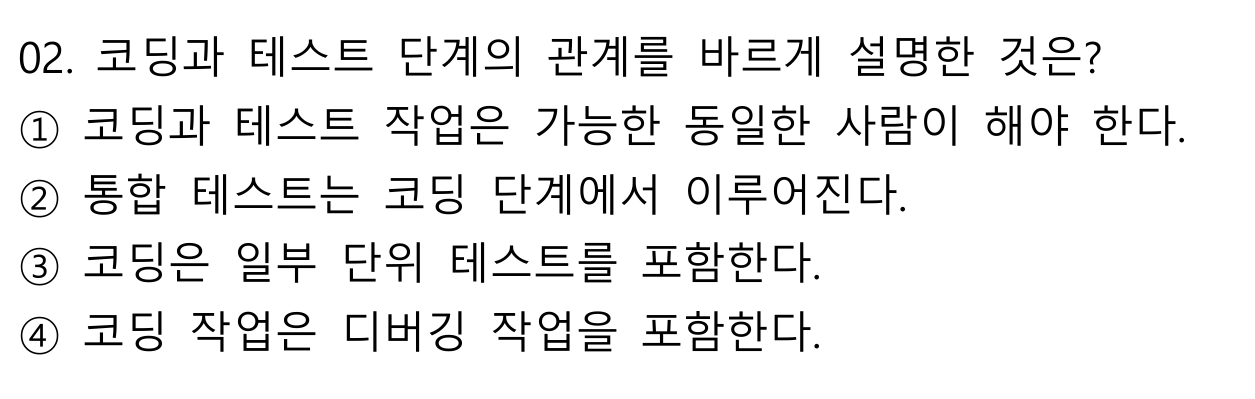 02. 코딩과 테스트 단계의 관계를 바르게 설명한 것은?
① 코딩과 테스트 작업은 가능한 동일한 사람이 해야 한다.
② 통합 테스트는 코딩 단계에서 이루어진다.
③ 코딩은 일부 단위 테스트를 포함한다.
④ 코딩 작업은 디버깅 작업을 포함한다.